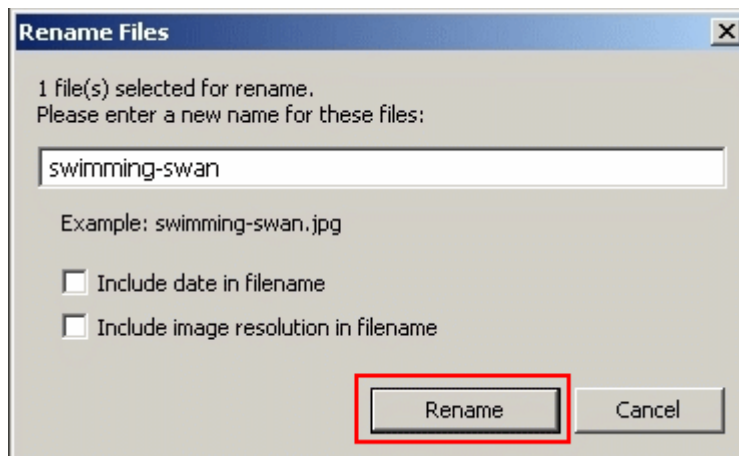 Rename Files
1 file(s) selected for rename.
Please enter a new name for these files:
swimming-swan
Example: swimming-swan.jpg
Include date in filename
Include image resolution in filename
Rename Cancel